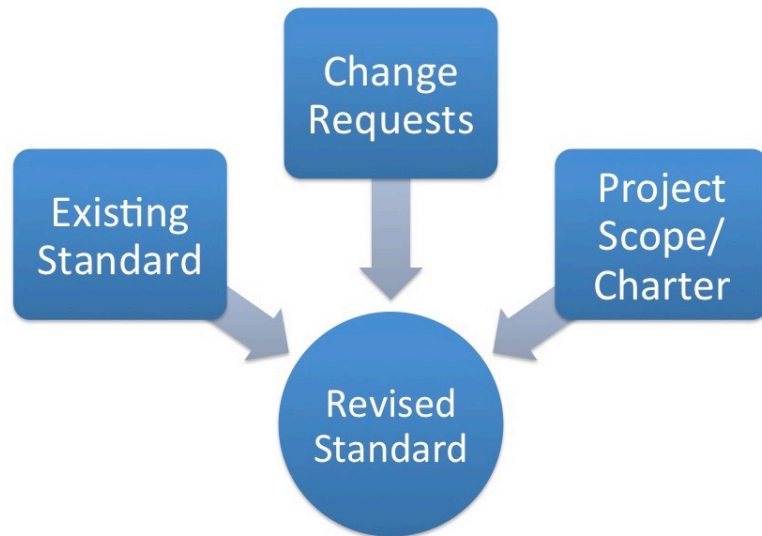 Change
Requests
Existing
Standard
Project
Scope/
Charter
Revised
Standard